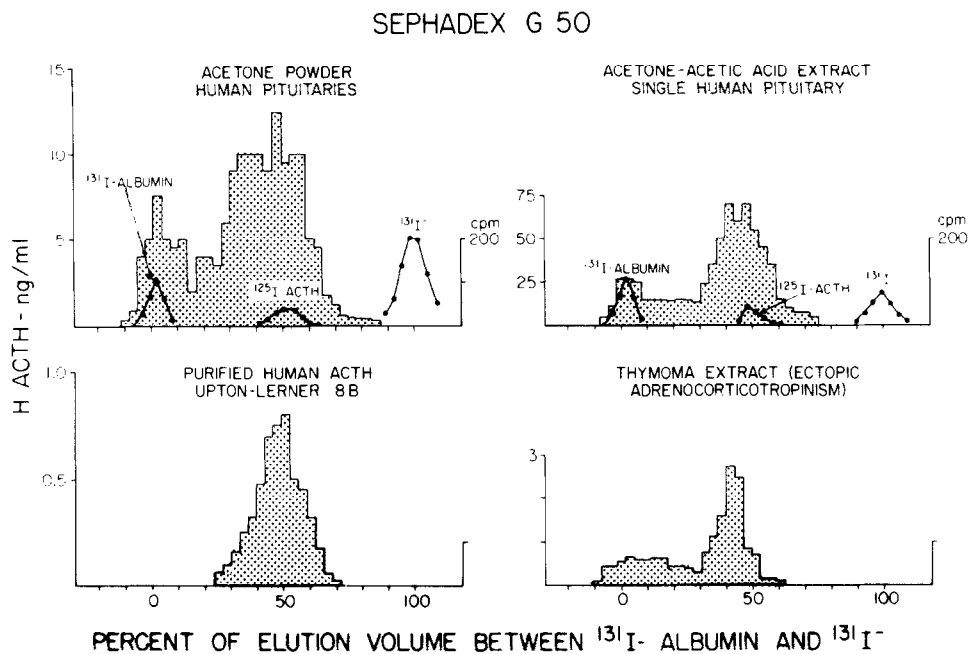 SEPHADEX G 50
ACETONE POWDER
HUMAN PITUITARIES
15
10
5
¹³¹I-ALBUMIN
¹²⁵I ACTH
¹³¹I⁻
cpm
200
ACETONE-ACETIC ACID EXTRACT
SINGLE HUMAN PITUITARY
75
50
25
¹³¹I-ALBUMIN
¹²⁵I-ACTH
¹³¹I⁻
cpm
200
H ACTH - ng/ml
PURIFIED HUMAN ACTH
UPTON-LERNER 8B
1.0
0.5
0 50 100
THYMOMA EXTRACT (ECTOPIC
ADRENOCORTICOTROPINISM)
3
0 50 100
PERCENT OF ELUTION VOLUME BETWEEN ¹³¹I- ALBUMIN AND ¹³¹I⁻